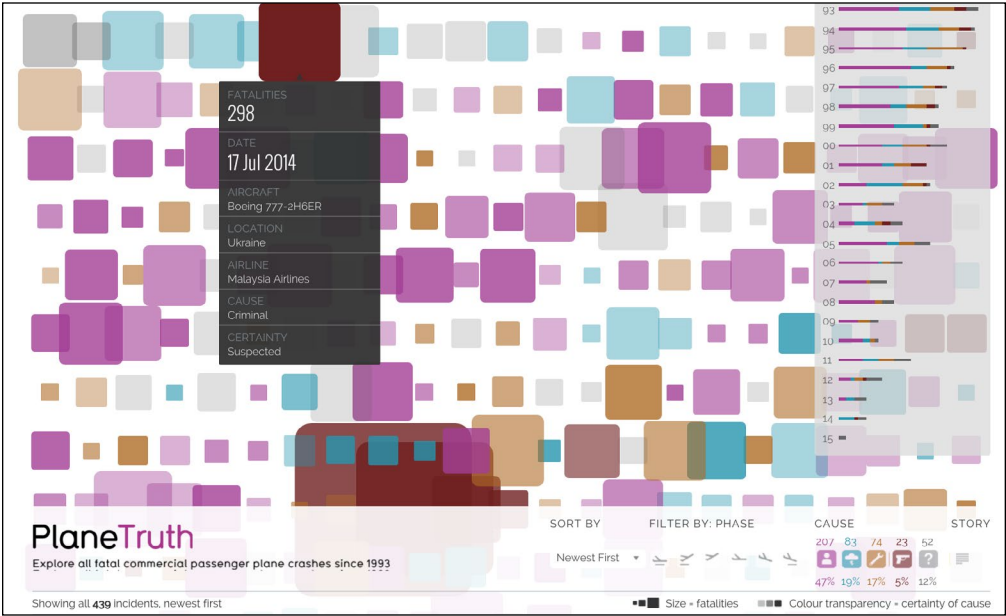 93
94
95
96
97
98
99
00
01
02
03
04
05
06
07
08
09
10
11
12
13
14
15
FATALITIES
298
DATE
17 Jul 2014
AIRCRAFT
Boeing 777-2H6ER
LOCATION
Ukraine
AIRLINE
Malaysia Airlines
CAUSE
Criminal
CERTAINTY
Suspected
PlaneTruth
Explore all fatal commercial passenger plane crashes since 1993
SORT BY
Newest First
FILTER BY: PHASE
CAUSE
207 83 74 23 52
?
47% 19% 17% 5% 12%
STORY
Showing all 439 incidents, newest first
Size = fatalities
Colour transparency = certainty of cause